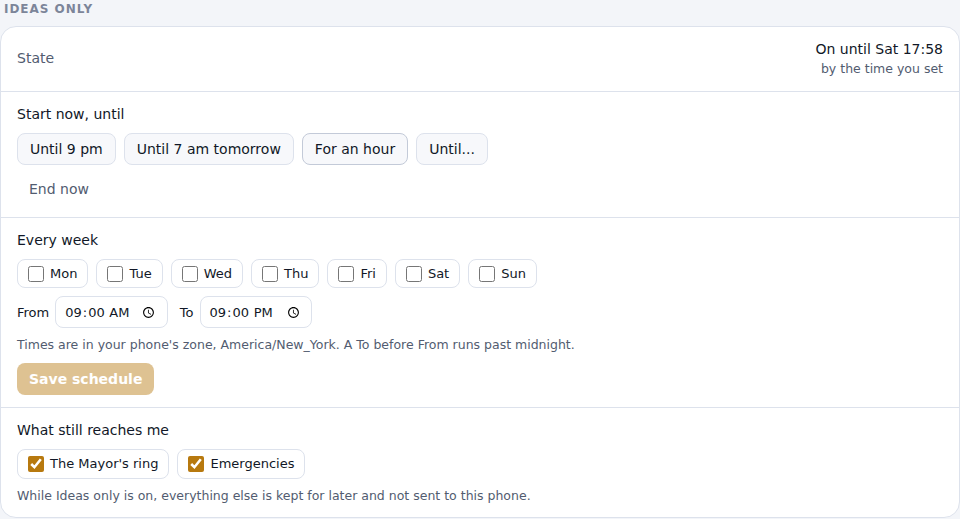 IDEAS ONLY
State
On until Sat 17:58
by the time you set
Start now, until
Until 9 pm
Until 7 am tomorrow
For an hour
Until...
End now
Every week
Mon
Tue
Wed
Thu
Fri
Sat
Sun
From 09:00 AM To 09:00 PM
Times are in your phone's zone, America/New_York. A To before From runs past midnight.
Save schedule
What still reaches me
The Mayor's ring
Emergencies
While Ideas only is on, everything else is kept for later and not sent to this phone.